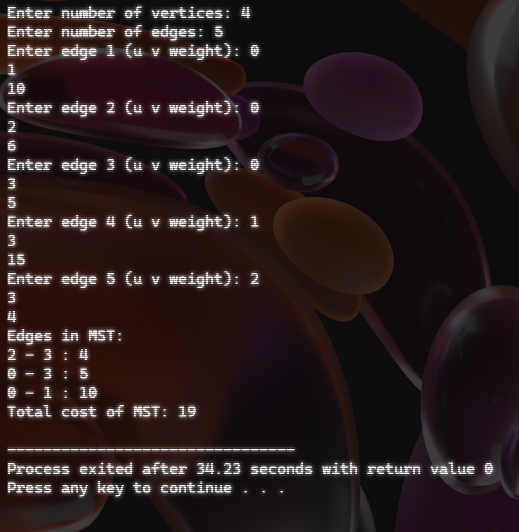 Enter number of vertices: 4
Enter number of edges: 5
Enter edge 1 (u v weight): 0
1
10
Enter edge 2 (u v weight): 0
2
6
Enter edge 3 (u v weight): 0
3
5
Enter edge 4 (u v weight): 1
3
15
Enter edge 5 (u v weight): 2
3
4
Edges in MST:
2 - 3 : 4
0 - 3 : 5
0 - 1 : 10
Total cost of MST: 19
--------------------------------
Process exited after 34.23 seconds with return value 0
Press any key to continue . . .